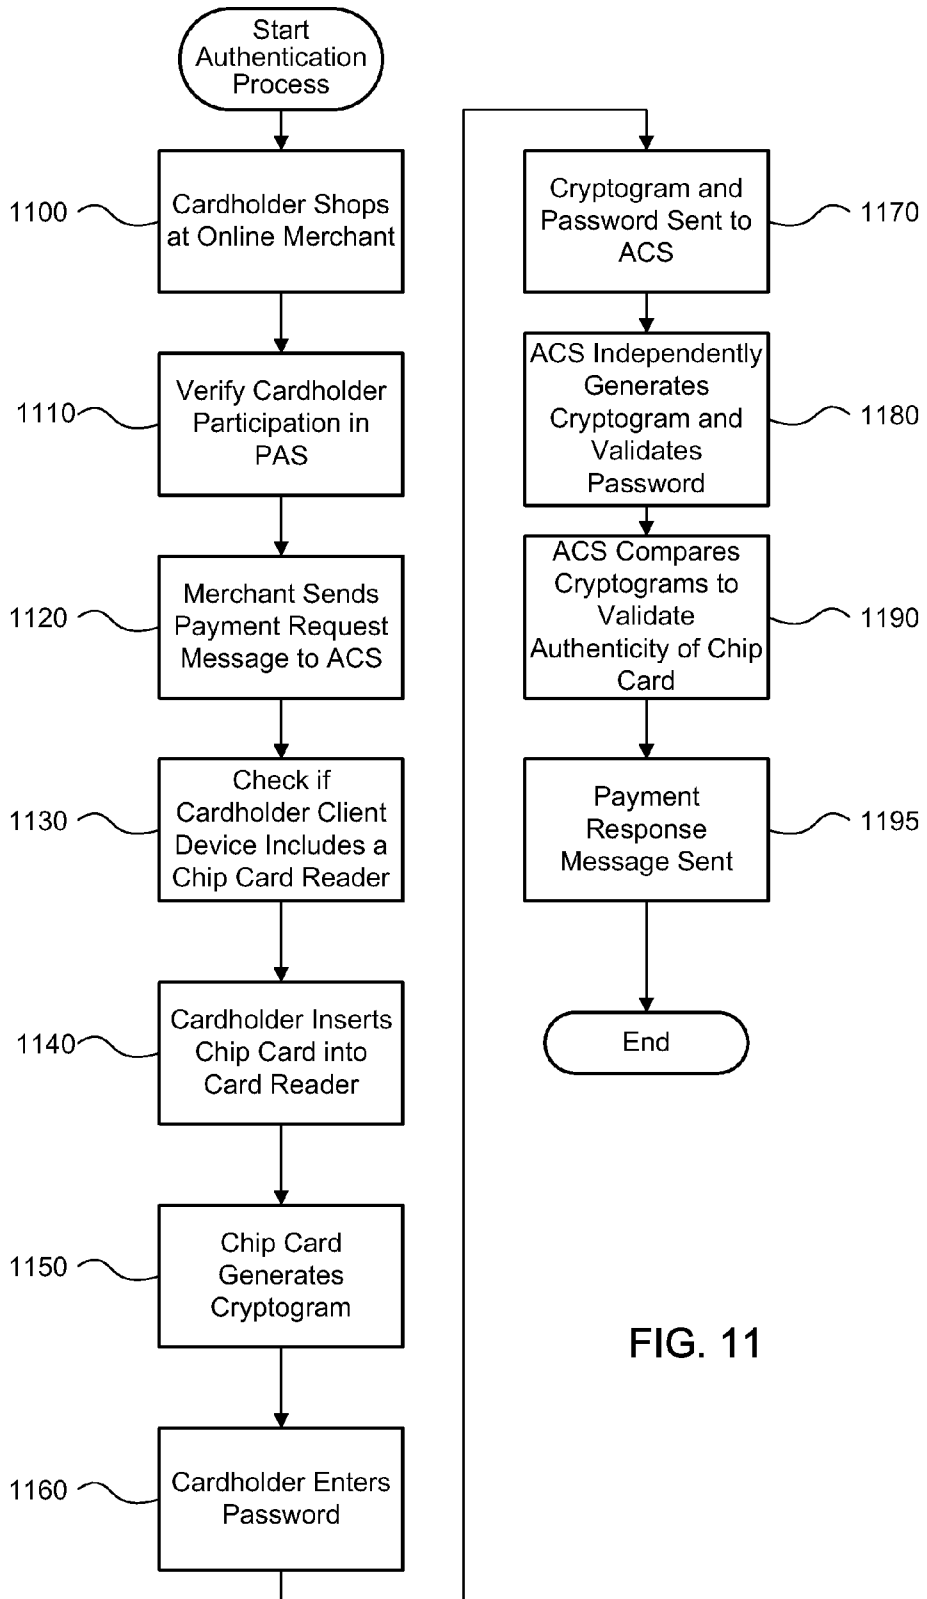 Start
Authentication
Process
1100
Cardholder Shops
at Online Merchant
1110
Verify Cardholder
Participation in
PAS
1120
Merchant Sends
Payment Request
Message to ACS
1130
Check if
Cardholder Client
Device Includes a
Chip Card Reader
1140
Cardholder Inserts
Chip Card into
Card Reader
1150
Chip Card
Generates
Cryptogram
1160
Cardholder Enters
Password
Cryptogram and
Password Sent to
ACS
1170
ACS Independently
Generates
Cryptogram and
Validates
Password
1180
ACS Compares
Cryptograms to
Validate
Authenticity of Chip
Card
1190
Payment
Response
Message Sent
1195
End
FIG. 11